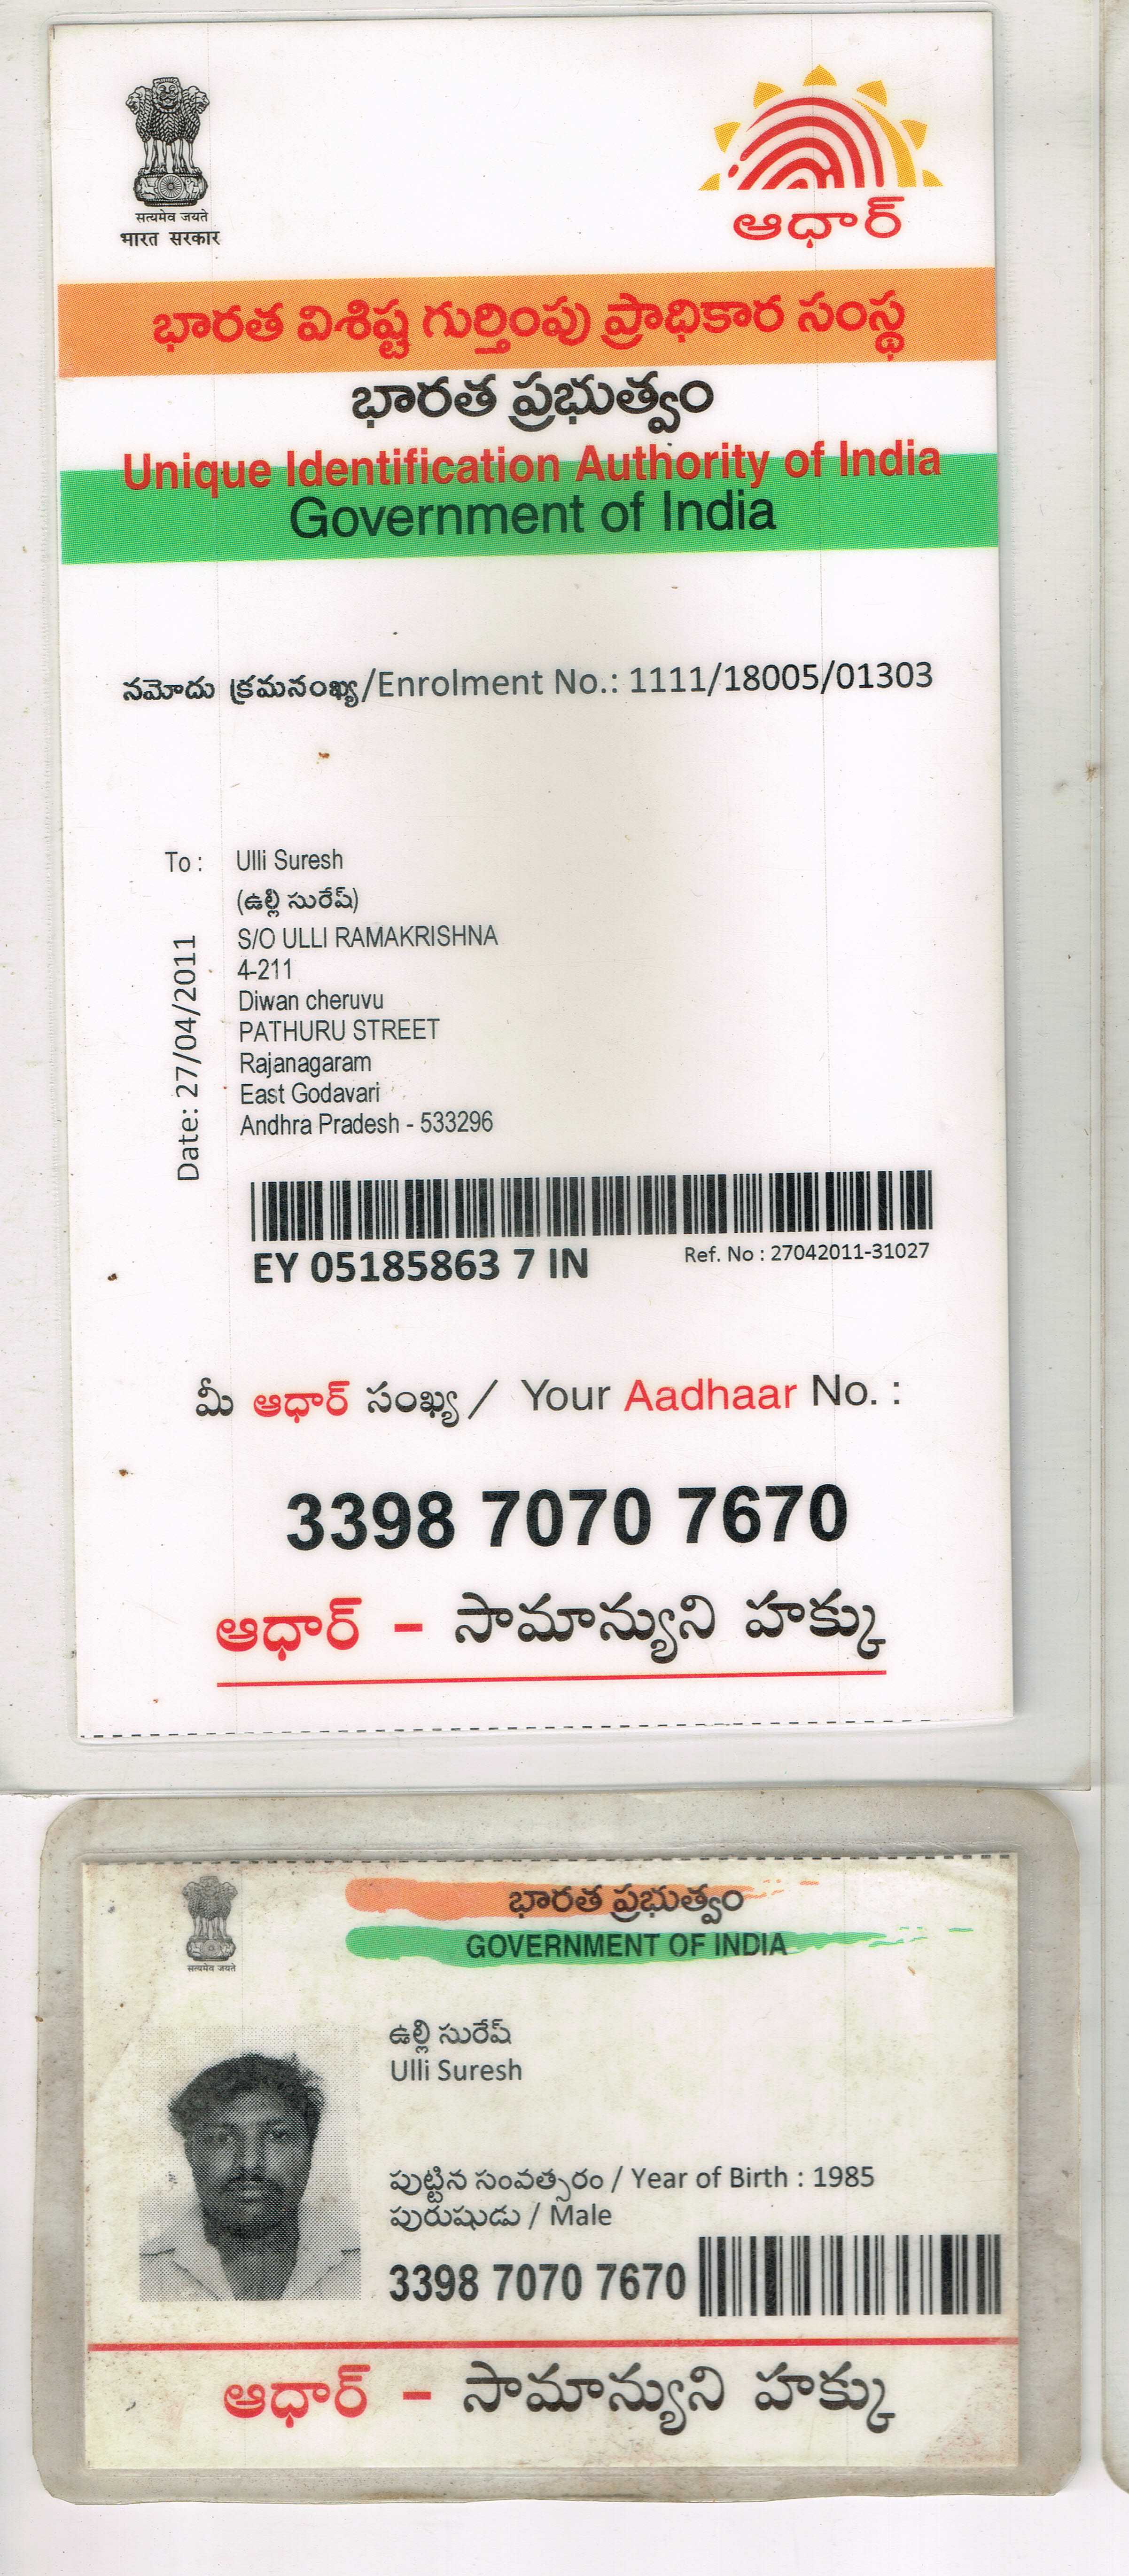 सत्यमेव जयते
भारत सरकार
ఆధార్
భారత విశిష్ట గుర్తింపు ప్రాధికార సంస్థ
భారత ప్రభుత్వం
Unique Identification Authority of India
Government of India
నమోదు క్రమసంఖ్య/Enrolment No.: 1111/18005/01303
To : Ulli Suresh
(ఉల్లి సురేష్)
S/O ULLI RAMAKRISHNA
4-211
Diwan cheruvu
PATHURU STREET
Rajanagaram
East Godavari
Andhra Pradesh - 533296
Date: 27/04/2011
EY 05185863 7 IN
Ref. No : 27042011-31027
మీ ఆధార్ సంఖ్య / Your Aadhaar No. :
3398 7070 7670
ఆధార్ - సామాన్యుని హక్కు
सत्यमेव जयते
భారత ప్రభుత్వం
GOVERNMENT OF INDIA
ఉల్లి సురేష్
Ulli Suresh
పుట్టిన సంవత్సరం / Year of Birth : 1985
పురుషుడు / Male
3398 7070 7670
ఆధార్ - సామాన్యుని హక్కు